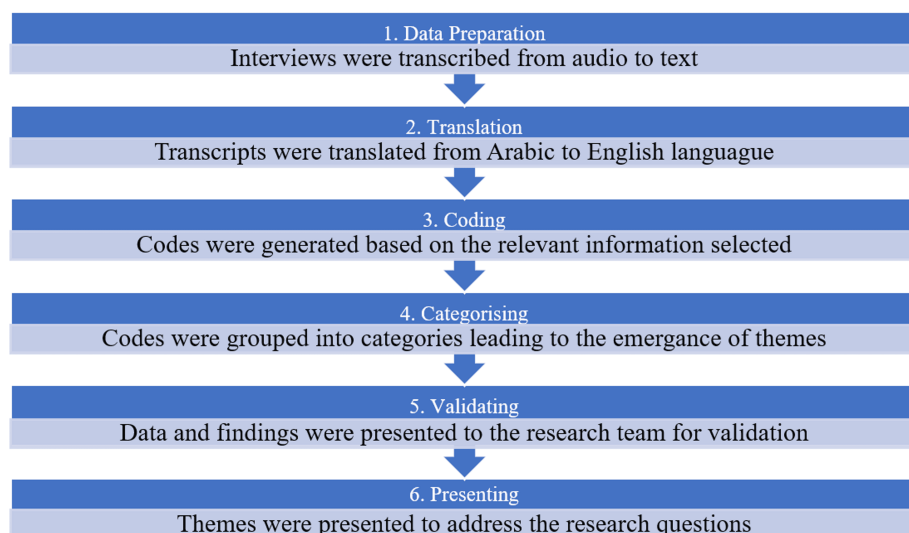 1. Data Preparation
Interviews were transcribed from audio to text
2. Translation
Transcripts were translated from Arabic to English languague
3. Coding
Codes were generated based on the relevant information selected
4. Categorising
Codes were grouped into categories leading to the emergance of themes
5. Validating
Data and findings were presented to the research team for validation
6. Presenting
Themes were presented to address the research questions